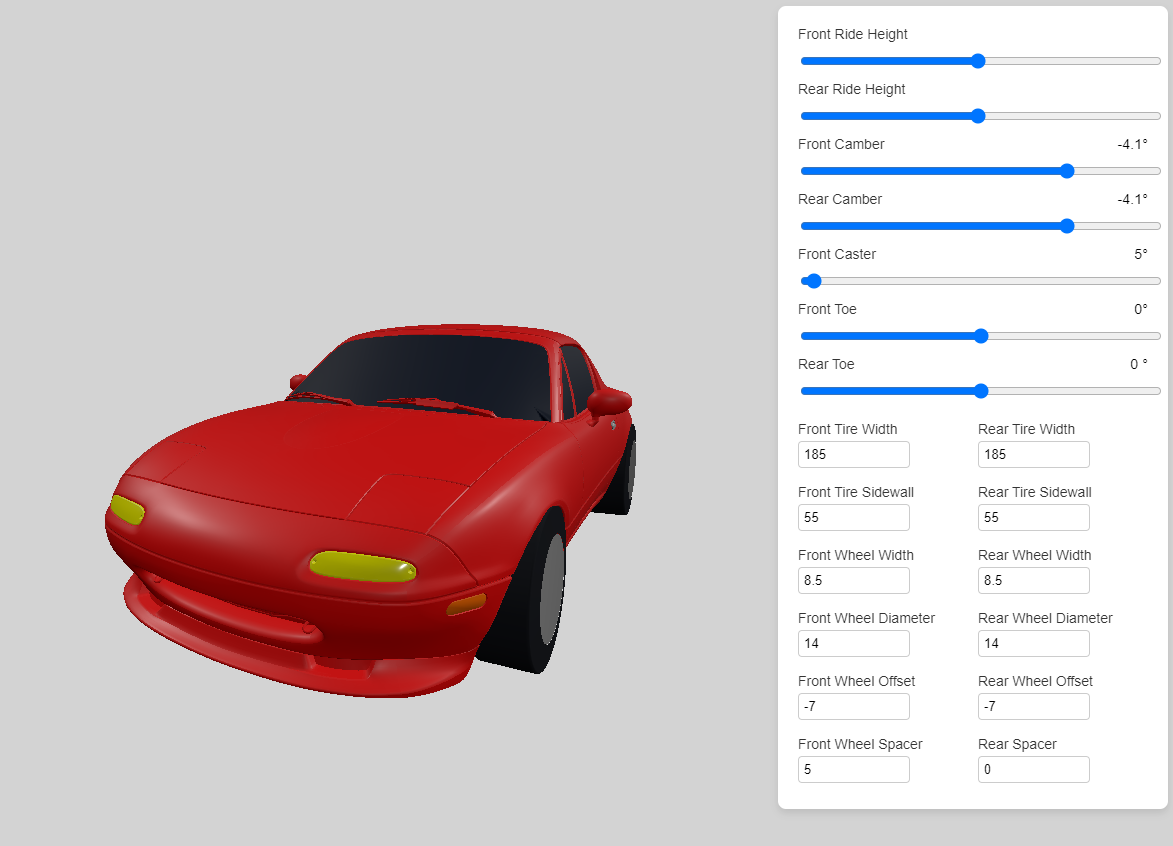 Front Ride Height
Rear Ride Height
Front Camber -4.1°
Rear Camber -4.1°
Front Caster 5°
Front Toe 0°
Rear Toe 0 °
Front Tire Width Rear Tire Width
185 185
Front Tire Sidewall Rear Tire Sidewall
55 55
Front Wheel Width Rear Wheel Width
8.5 8.5
Front Wheel Diameter Rear Wheel Diameter
14 14
Front Wheel Offset Rear Wheel Offset
-7 -7
Front Wheel Spacer Rear Spacer
5 0